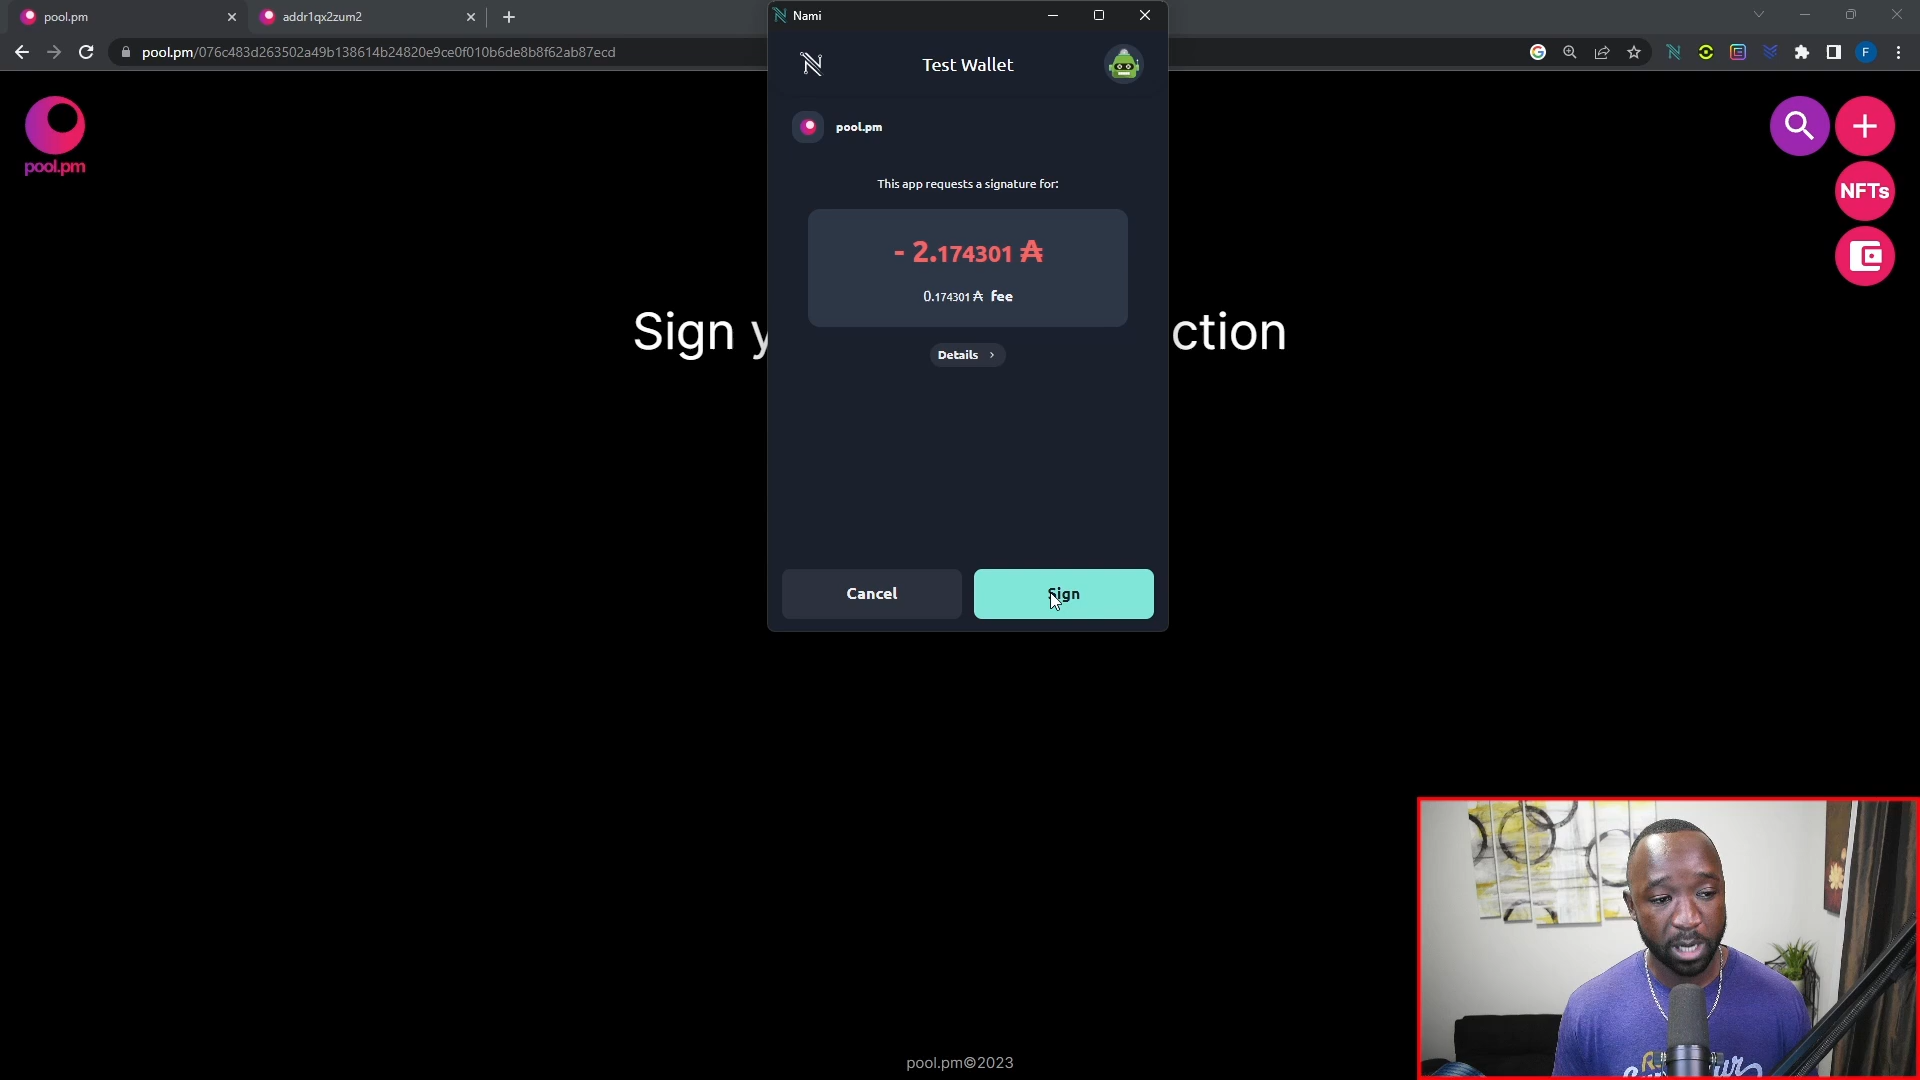 pool.pm
addr1qx2zum2
Nami
pool.pm/076c483d263502a49b138614b24820e9ce0f010b6de8b8f62ab87ecd
F
Test Wallet
pool.pm
pool.pm
NFTs
This app requests a signature for:
- 2.174301 ₳
0.174301 ₳ fee
Sign y
ction
Details
Cancel
Sign
pool.pm©2023